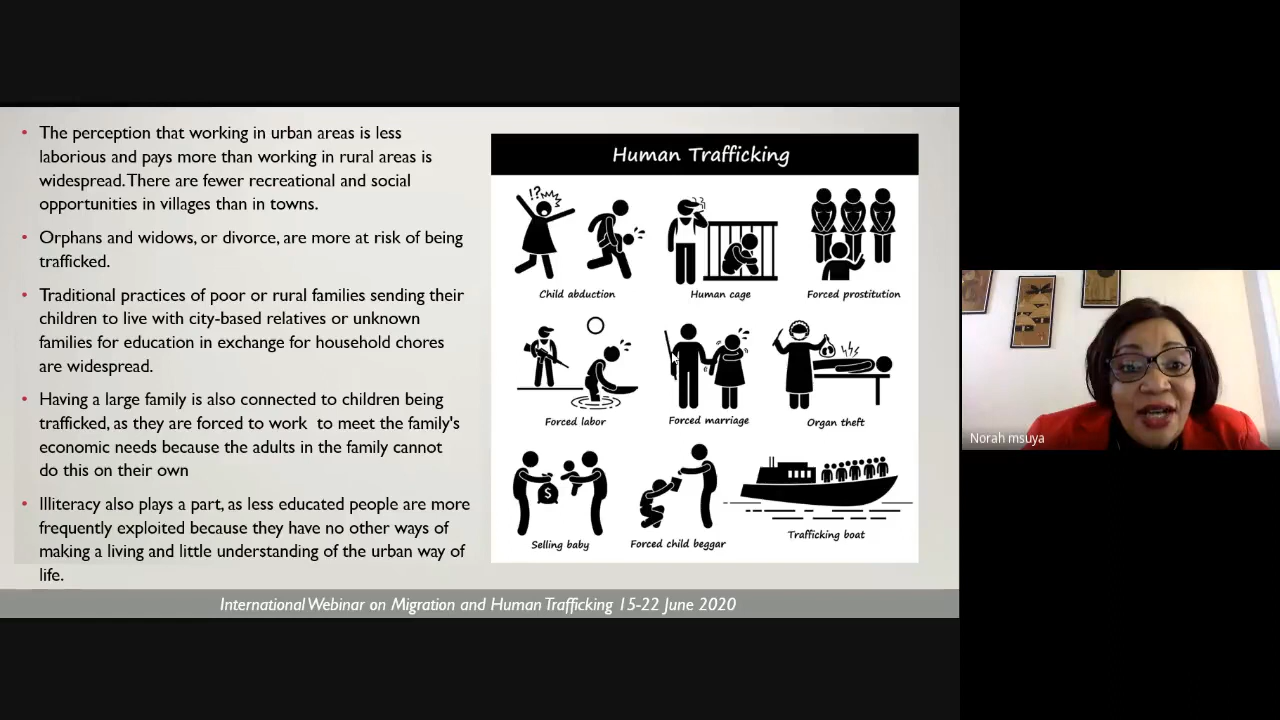 The perception that working in urban areas is less
laborious and pays more than working in rural areas is
widespread. There are fewer recreational and social
opportunities in villages than in towns.
Orphans and widows, or divorce, are more at risk of being
trafficked.
Traditional practices of poor or rural families sending their
children to live with city-based relatives or unknown
families for education in exchange for household chores
are widespread.
Having a large family is also connected to children being
trafficked, as they are forced to work to meet the family's
economic needs because the adults in the family cannot
do this on their own
Illiteracy also plays a part, as less educated people are more
frequently exploited because they have no other ways of
making a living and little understanding of the urban way of
life.
Human Trafficking
!?
Child abduction
Human cage
Forced prostitution
Forced labor
Forced marriage
Organ theft
$
Selling baby
Forced child beggar
Trafficking boat
International Webinar on Migration and Human Trafficking 15-22 June 2020
Norah msuya